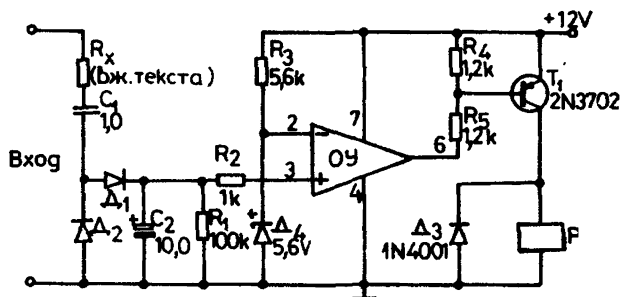 +12V
Rx
(вж.текста)
C1
1,0
R3
5,6k
R4
1,2k
T1
2N3702
7
2
R5
1,2k
6
Вход
R2
1k
3
ОУ
4
Д1
Д2
C2
10,0
R1
100k
Д4
5,6V
Д3
1N4001
P